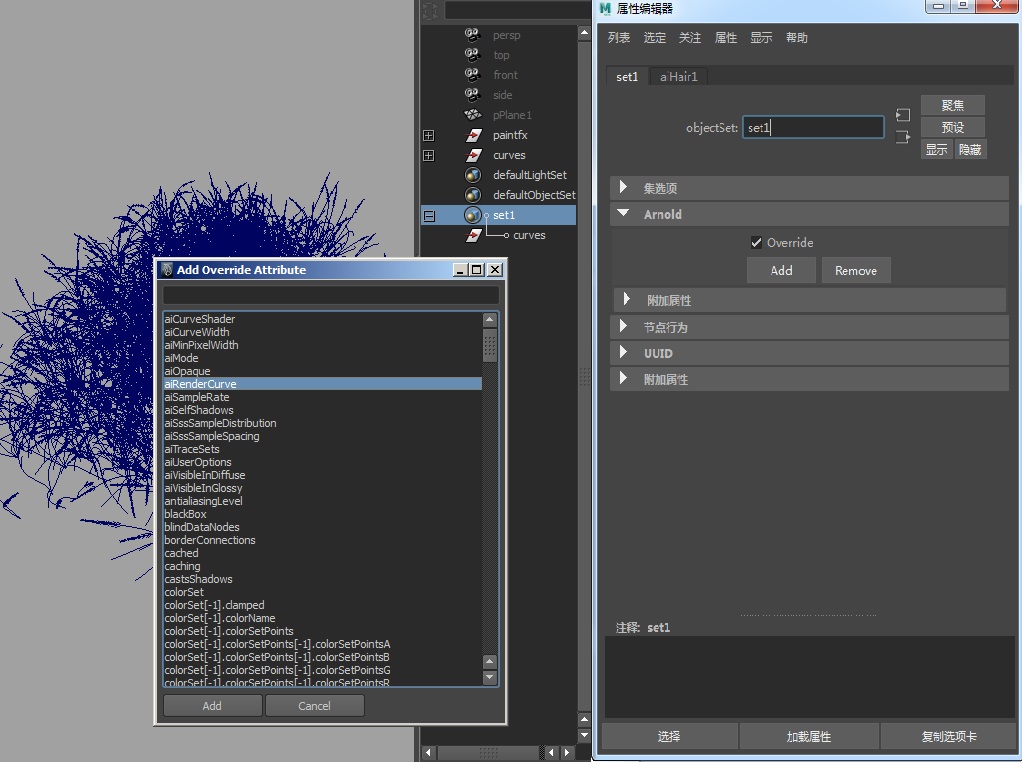 属性编辑器
列表 选定 关注 属性 显示 帮助
set1 aiHair1
objectSet: set1
聚焦
预设
显示 隐藏
集选项
Arnold
Override
Add Remove
附加属性
节点行为
UUID
附加属性
注释: set1
选择 加载属性 复制选项卡
persp
top
front
side
pPlane1
paintfx
curves
defaultLightSet
defaultObjectSet
set1
curves
Add Override Attribute
aiCurveShader
aiCurveWidth
aiMinPixelWidth
aiMode
aiOpaque
aiRenderCurve
aiSampleRate
aiSelfShadows
aiSssSampleDistribution
aiSssSampleSpacing
aiTraceSets
aiUserOptions
aiVisibleInDiffuse
aiVisibleInGlossy
antialiasingLevel
blackBox
blindDataNodes
borderConnections
cached
caching
castsShadows
colorSet
colorSet[-1].clamped
colorSet[-1].colorName
colorSet[-1].colorSetPoints
colorSet[-1].colorSetPoints[-1].colorSetPointsA
colorSet[-1].colorSetPoints[-1].colorSetPointsB
colorSet[-1].colorSetPoints[-1].colorSetPointsG
colorSet[-1].colorSetPoints[-1].colorSetPointsR
Add Cancel